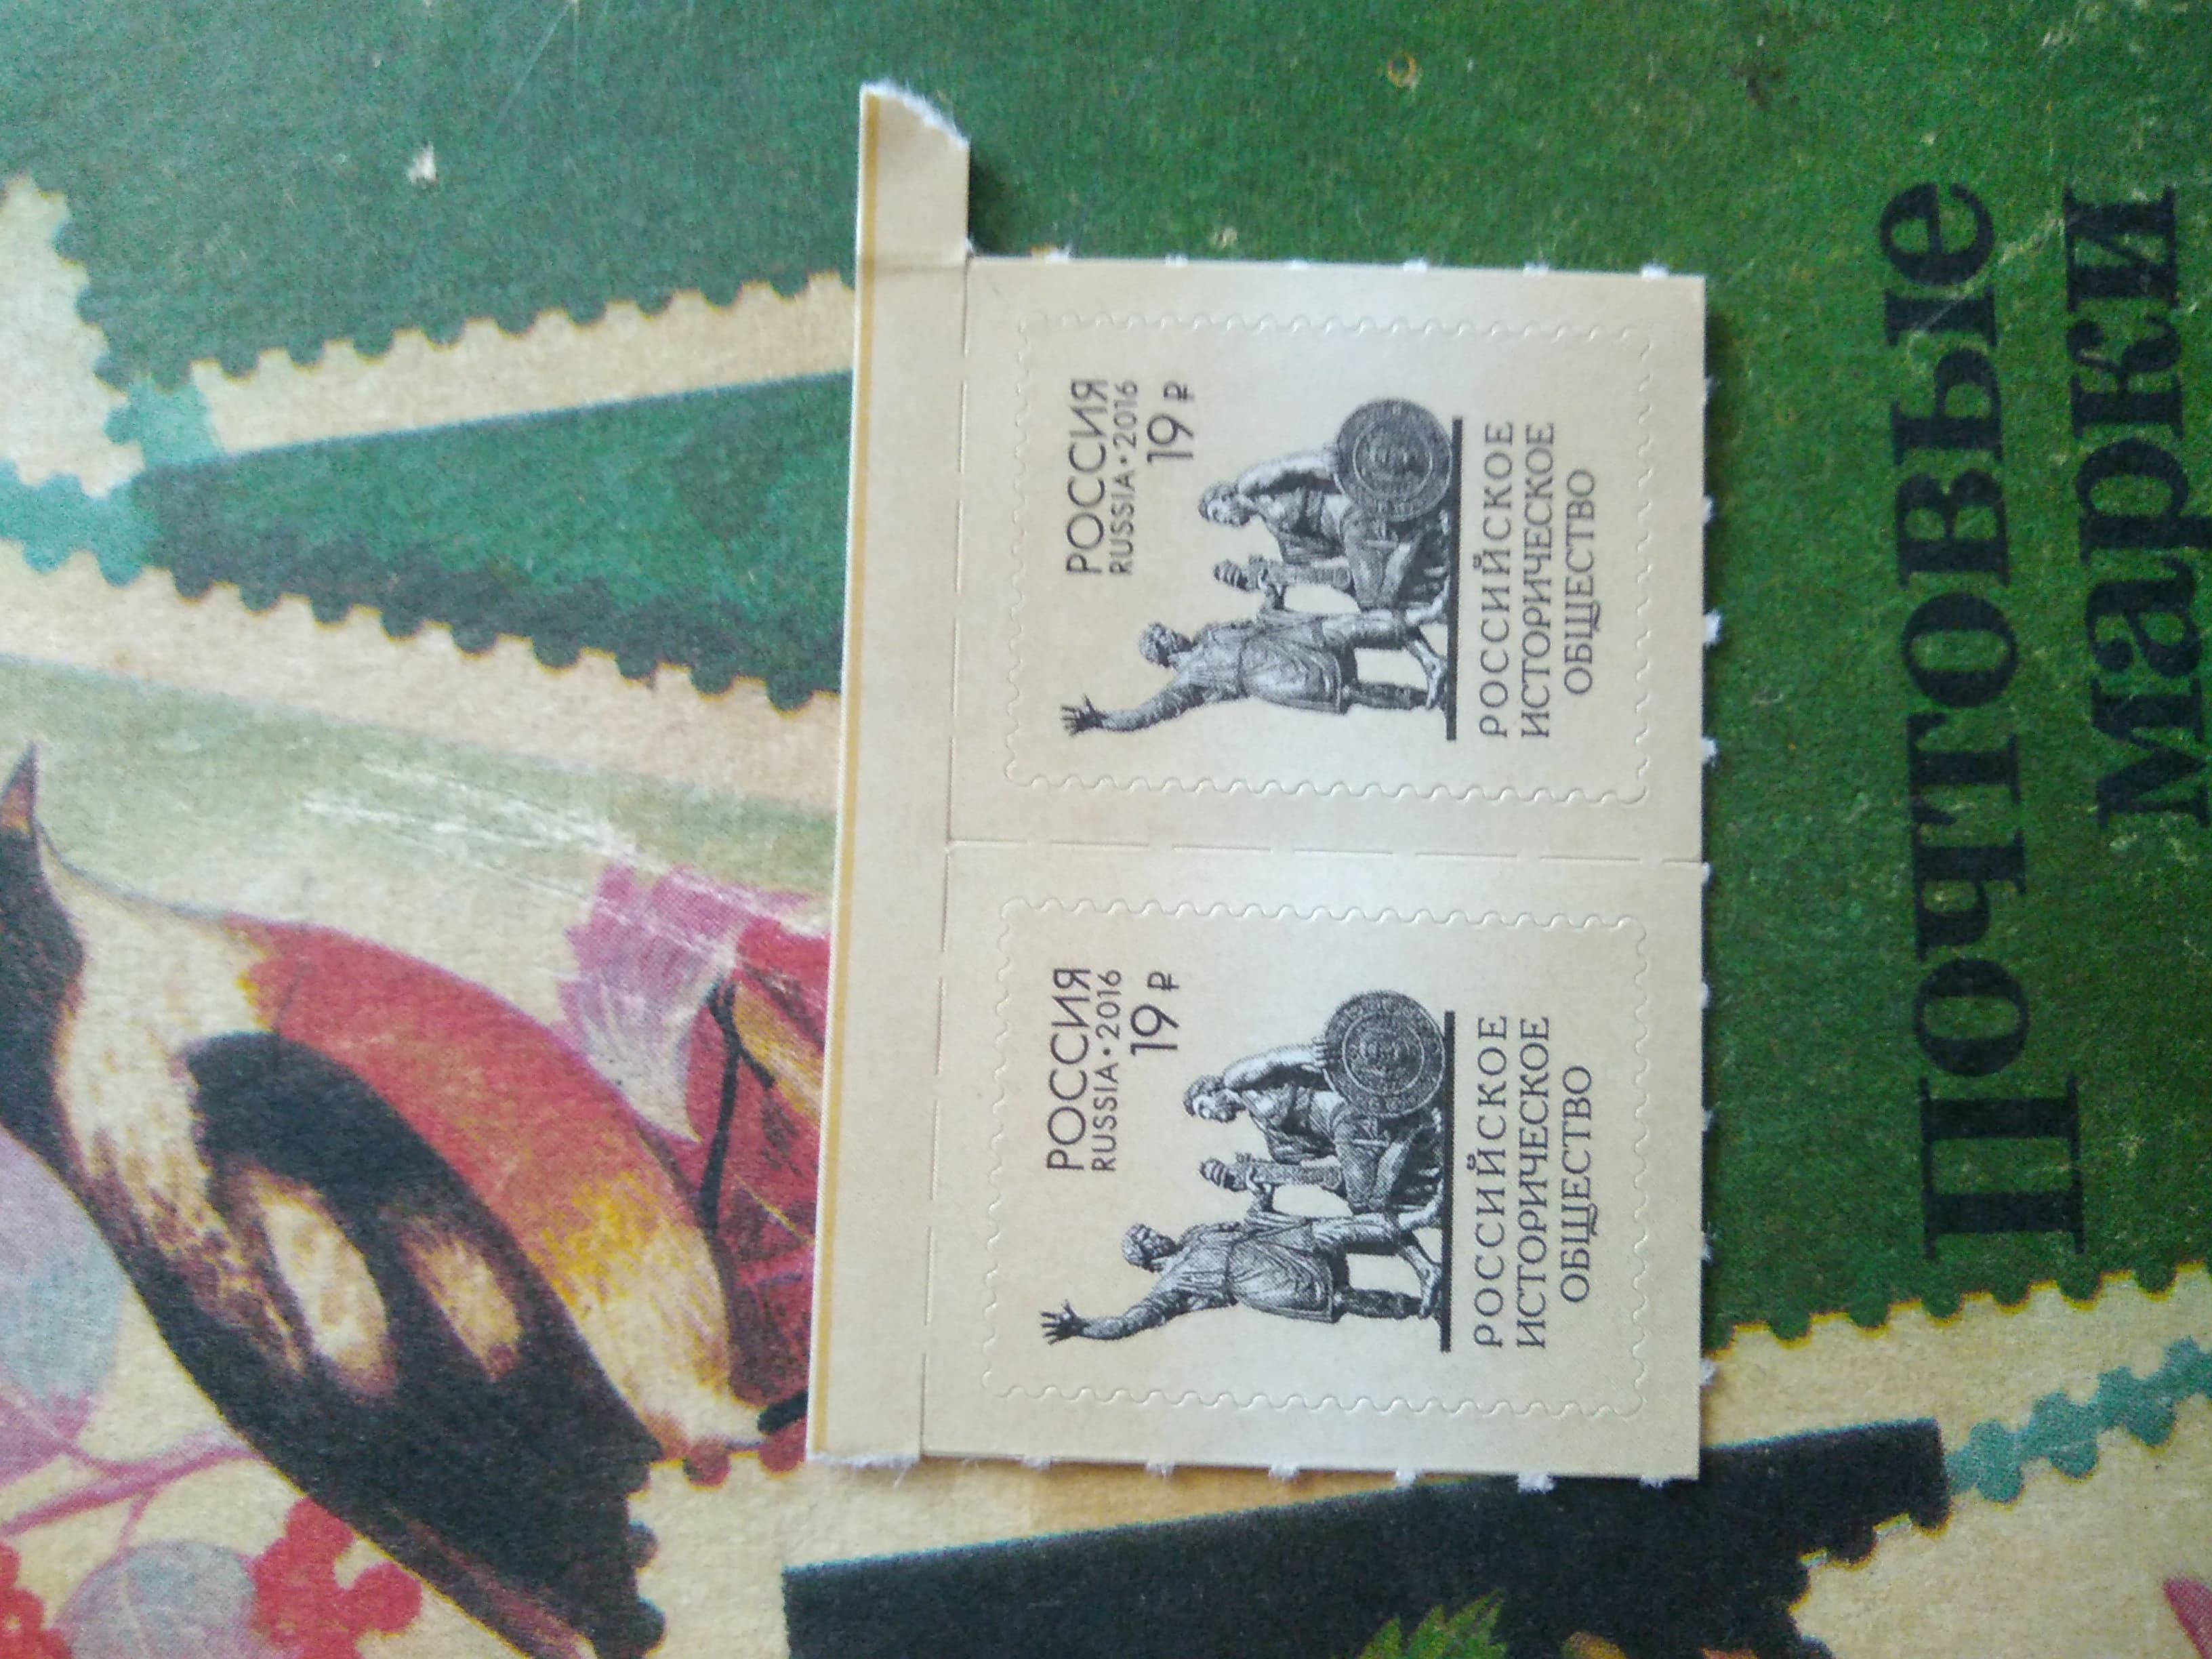 РОССИЯ
RUSSIA•2016
19 ₽
РОССИЙСКОЕ
ИСТОРИЧЕСКОЕ
ОБЩЕСТВО
РОССИЯ
RUSSIA•2016
19 ₽
РОССИЙСКОЕ
ИСТОРИЧЕСКОЕ
ОБЩЕСТВО
Почтовые
марки